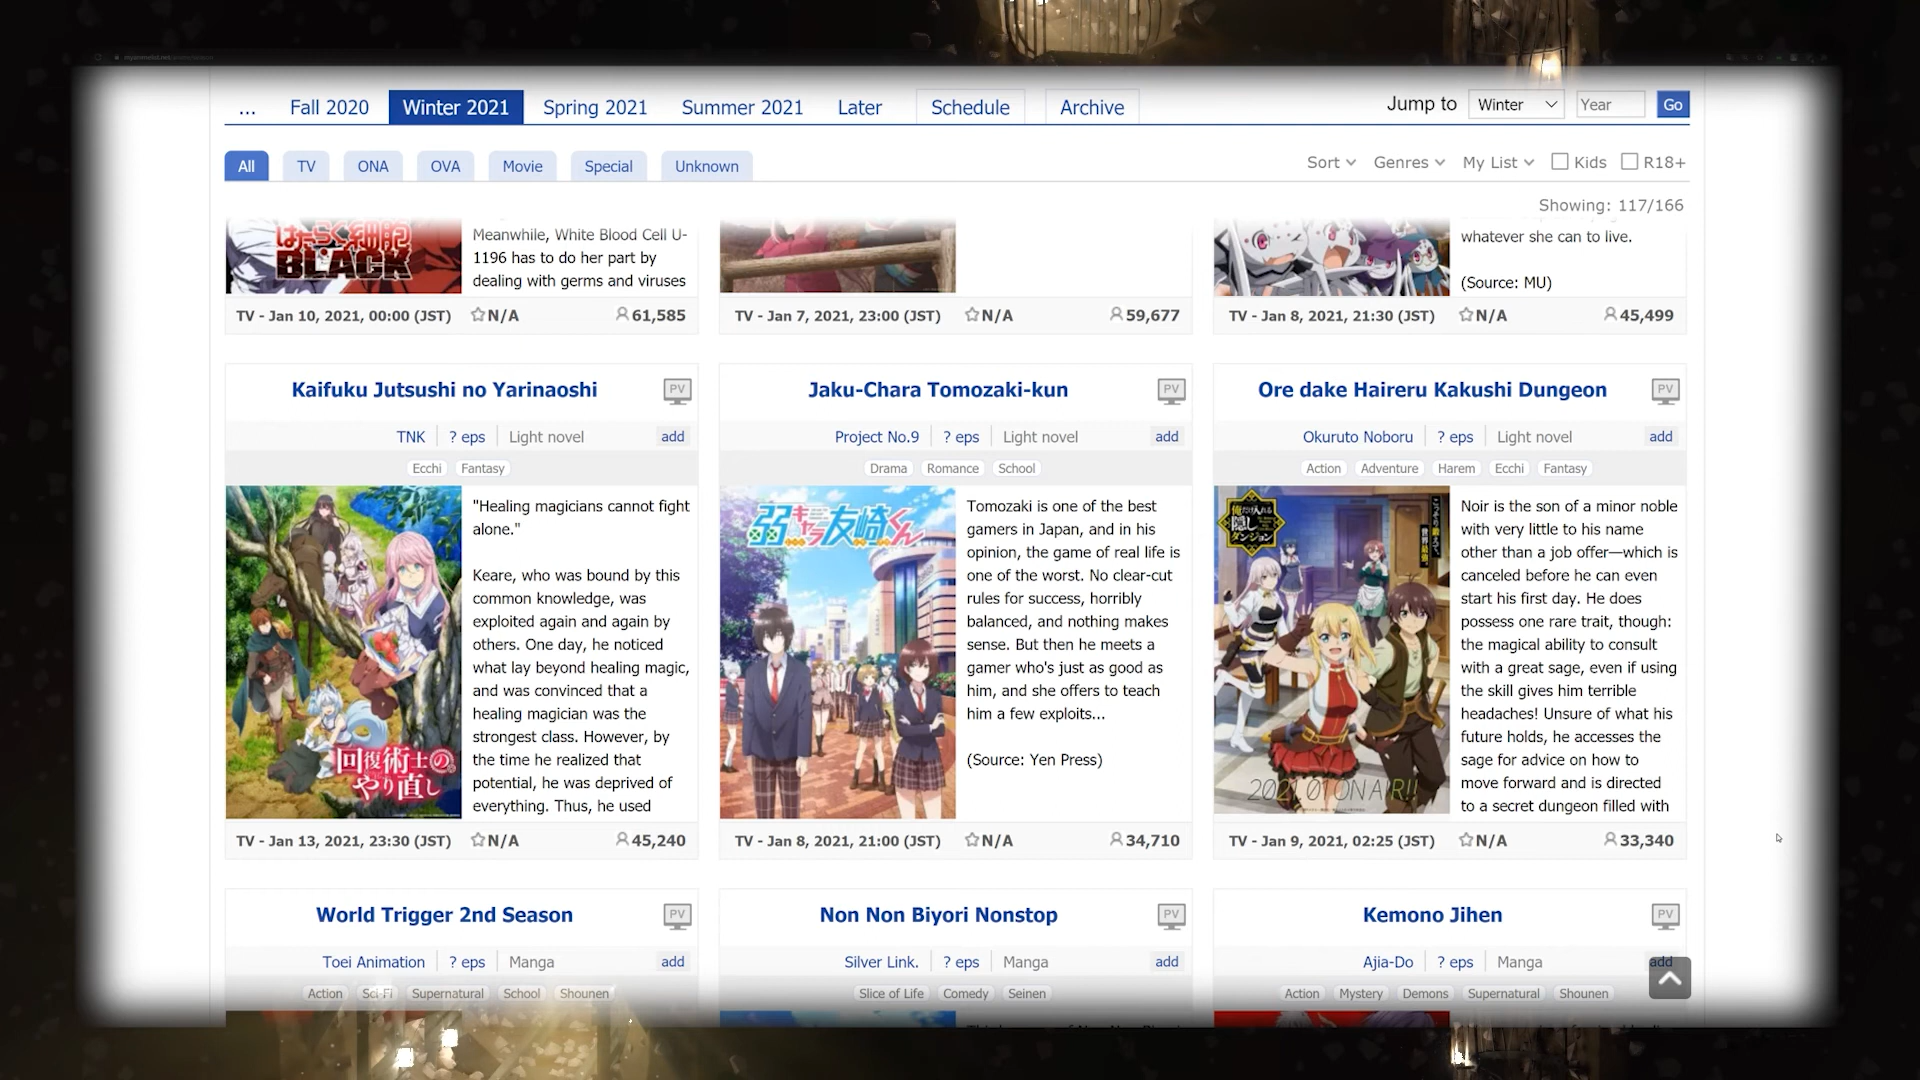 ...
Fall 2020
Winter 2021
Spring 2021
Summer 2021
Later
Schedule
Archive
Jump to
Winter
Year
Go
All
TV
ONA
OVA
Movie
Special
Unknown
Sort
Genres
My List
Kids
R18+
Showing: 117/166
はたらく細胞
BLACK
Meanwhile, White Blood Cell U-
1196 has to do her part by
dealing with germs and viruses
whatever she can to live.
(Source: MU)
TV - Jan 10, 2021, 00:00 (JST)
N/A
61,585
TV - Jan 7, 2021, 23:00 (JST)
N/A
59,677
TV - Jan 8, 2021, 21:30 (JST)
N/A
45,499
Kaifuku Jutsushi no Yarinaoshi
PV
TNK
? eps
Light novel
add
Ecchi
Fantasy
回復術士の
やり直し
"Healing magicians cannot fight
alone."
Keare, who was bound by this
common knowledge, was
exploited again and again by
others. One day, he noticed
what lay beyond healing magic,
and was convinced that a
healing magician was the
strongest class. However, by
the time he realized that
potential, he was deprived of
everything. Thus, he used
TV - Jan 13, 2021, 23:30 (JST)
N/A
45,240
Jaku-Chara Tomozaki-kun
PV
Project No.9
? eps
Light novel
add
Drama
Romance
School
弱キャラ友崎くん
Tomozaki is one of the best
gamers in Japan, and in his
opinion, the game of real life is
one of the worst. No clear-cut
rules for success, horribly
balanced, and nothing makes
sense. But then he meets a
gamer who's just as good as
him, and she offers to teach
him a few exploits...
(Source: Yen Press)
TV - Jan 8, 2021, 21:00 (JST)
N/A
34,710
Ore dake Haireru Kakushi Dungeon
PV
Okuruto Noboru
? eps
Light novel
add
Action
Adventure
Harem
Ecchi
Fantasy
俺だけ入れる
隠し
ダンジョン
2021.01 ON AIR!!
Noir is the son of a minor noble
with very little to his name
other than a job offer—which is
canceled before he can even
start his first day. He does
possess one rare trait, though:
the magical ability to consult
with a great sage, even if using
the skill gives him terrible
headaches! Unsure of what his
future holds, he accesses the
sage for advice on how to
move forward and is directed
to a secret dungeon filled with
TV - Jan 9, 2021, 02:25 (JST)
N/A
33,340
World Trigger 2nd Season
PV
Toei Animation
? eps
Manga
add
Action
Sci-Fi
Supernatural
School
Shounen
Non Non Biyori Nonstop
PV
Silver Link.
? eps
Manga
add
Slice of Life
Comedy
Seinen
Kemono Jihen
PV
Ajia-Do
? eps
Manga
add
Action
Mystery
Demons
Supernatural
Shounen